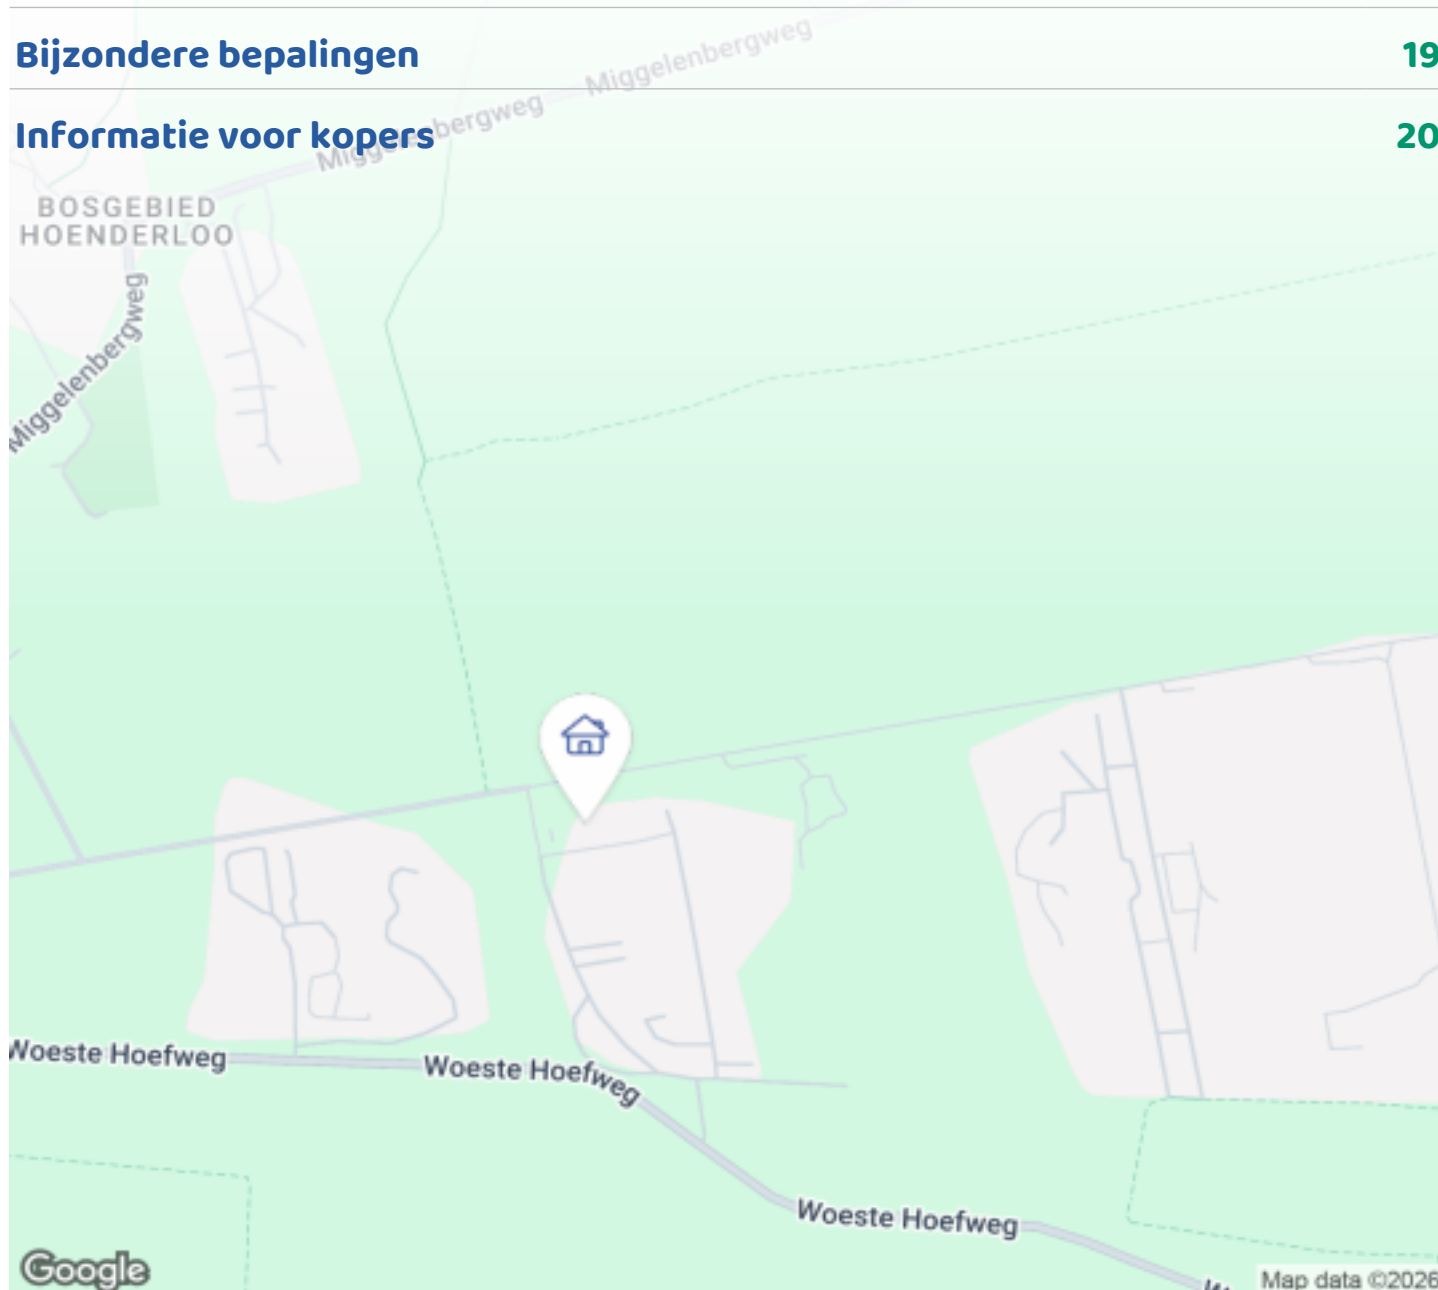 Bijzondere bepalingen 19
Miggelenbergweg
Miggelenbergweg
Informatie voor kopers 20
BOSGEBIED
HOENDERLOO
Miggelenbergweg
Woeste Hoefweg
Woeste Hoefweg
Woeste Hoefweg
Google
Map data ©2026